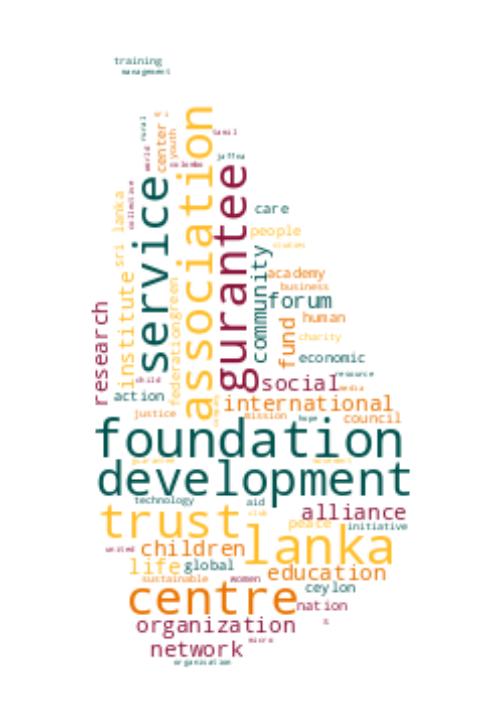 training
management
rural
world
center
youth
colombo
tamil
jaffna
collective
sri lanka
service
association
gurantee
care
people
studies
community
academy
business
forum
human
fund
charity
economic
resource
media
research
institute
federation
green
child
action
justice
social
international
mission
hope
council
foundation
development
technology
aid
club
alliance
trust
peace
initiative
lanka
united
children
life
global
education
sustainable
women
ceylon
centre
nation
organization
s
micro
network
organisation